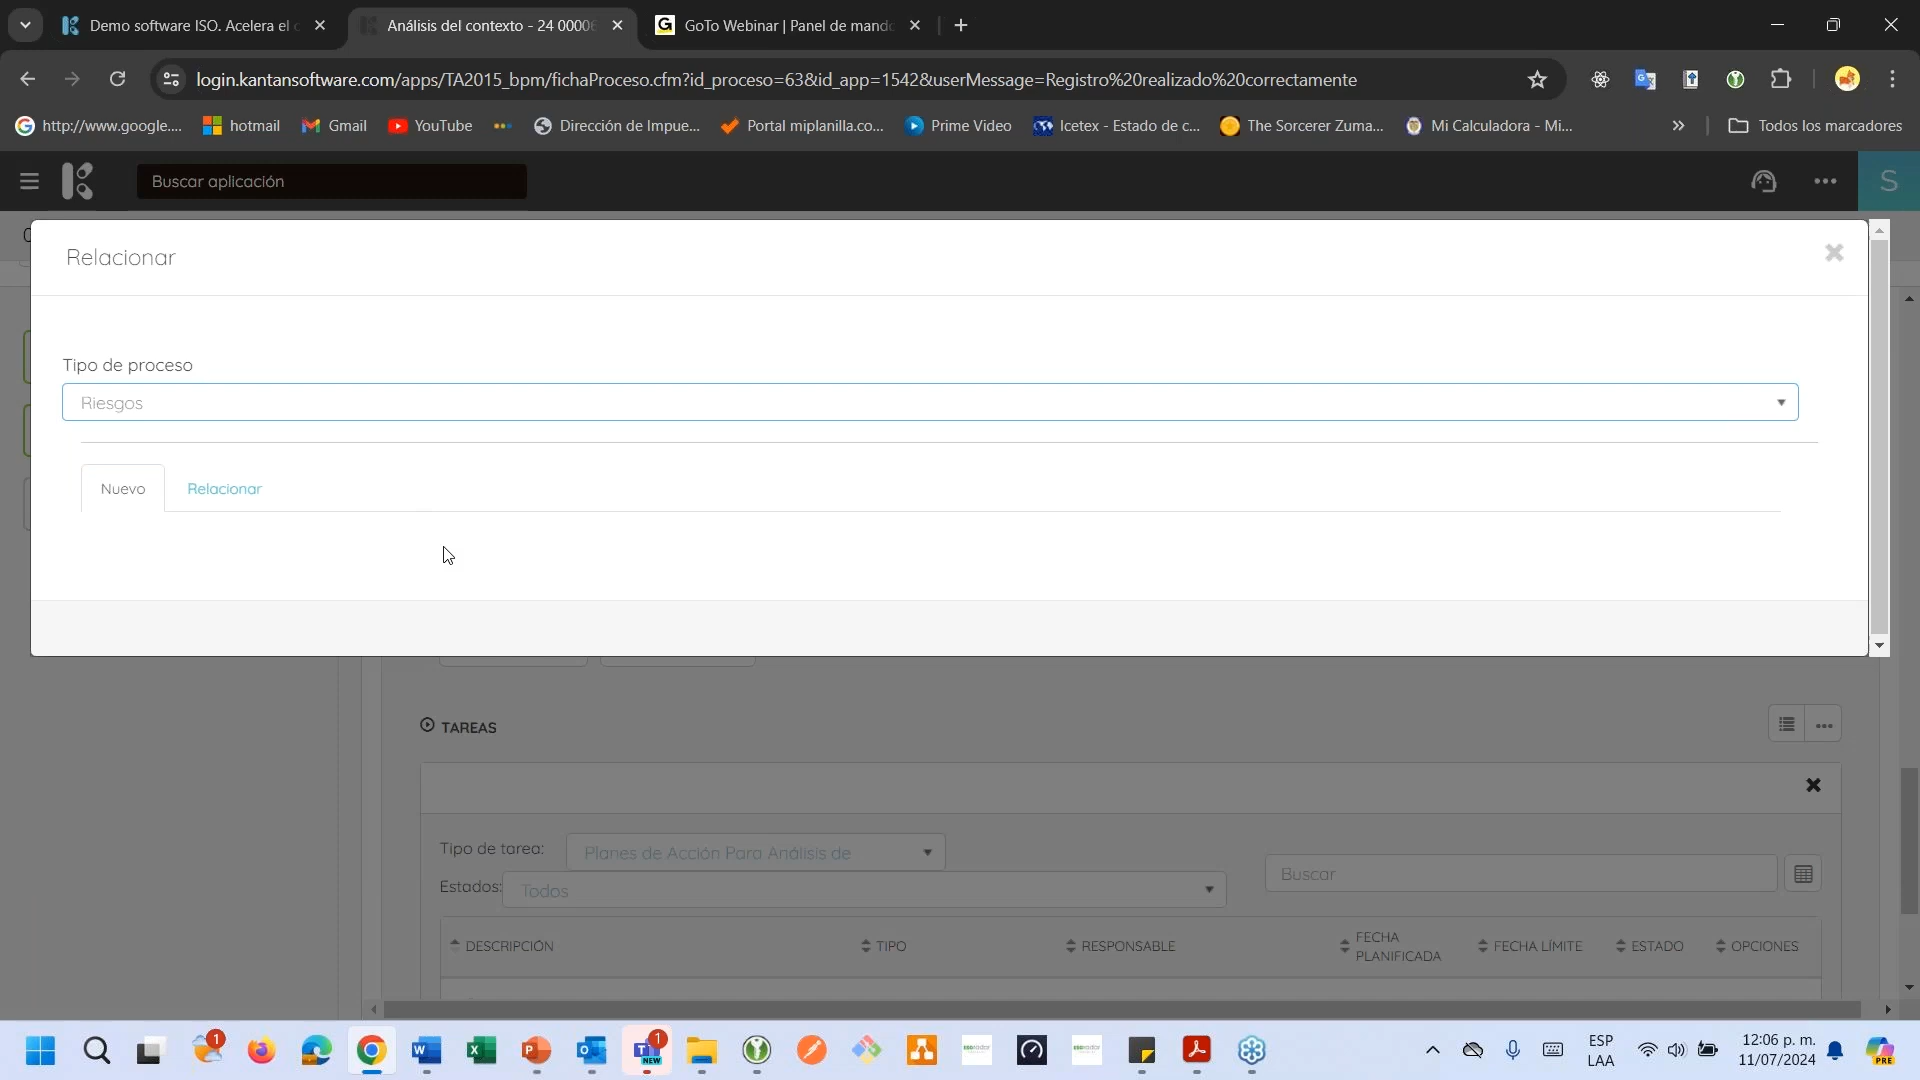 Demo software ISO. Acelera el c
Análisis del contexto - 24 00006
GoTo Webinar | Panel de mando
login.kantansoftware.com/apps/TA2015_bpm/fichaProceso.cfm?id_proceso=63&id_app=1542&userMessage=Registro%20realizado%20correctamente
http://www.google....
hotmail
Gmail
YouTube
Dirección de Impue...
Portal miplanilla.co...
Prime Video
Icetex - Estado de c...
The Sorcerer Zuma...
Mi Calculadora - Mi...
Todos los marcadores
Buscar aplicación
S
Relacionar
Tipo de proceso
Riesgos
Nuevo
Relacionar
TAREAS
Tipo de tarea:
Planes de Acción Para Análisis de
Estados:
Todos
Buscar
DESCRIPCIÓN
TIPO
RESPONSABLE
FECHA
PLANIFICADA
FECHA LÍMITE
ESTADO
OPCIONES
1
1
NEW
ESP
LAA
12:06 p. m.
11/07/2024
PRE